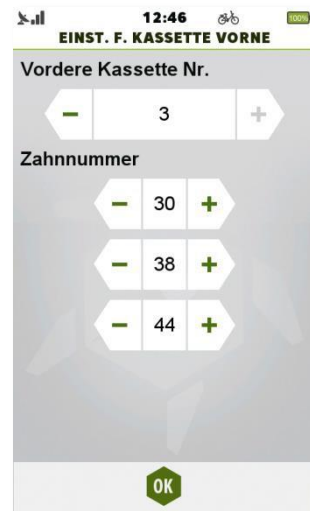 12:46 100%
EINST. F. KASSETTE VORNE
Vordere Kassette Nr.
− 3 +
Zahnnummer
− 30 +
− 38 +
− 44 +
OK